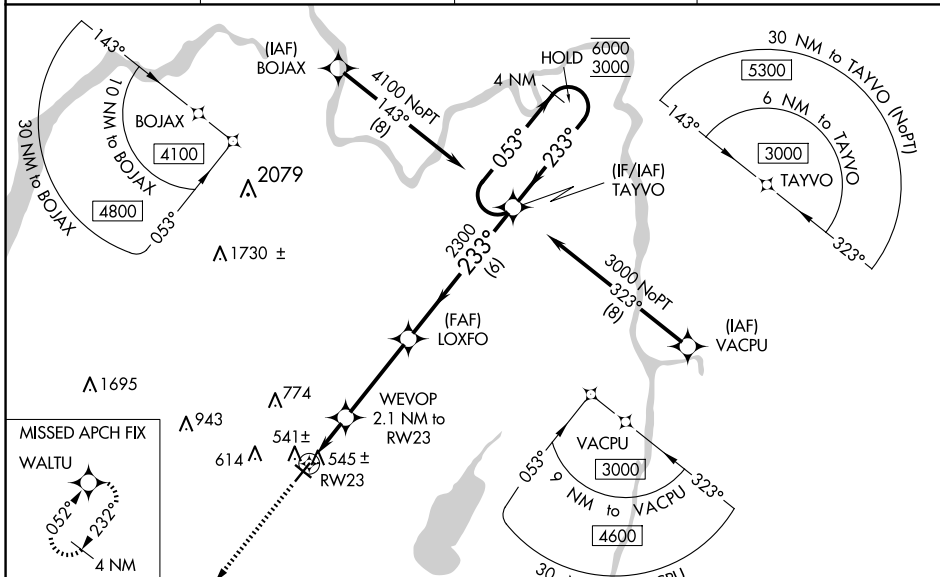 143°
10 NM to BOJAX
BOJAX
4100
30 NM to BOJAX
4800
053°
2079
1730 ±
(IAF)
BOJAX
4100 NoPT
143°
(8)
HOLD
6000
3000
4 NM
053°
233°
(IF/IAF)
TAYVO
30 NM to TAYVO (NoPT)
5300
6 NM to TAYVO
143°
3000
TAYVO
323°
2300
233°
(6)
3000 NoPT
323°
(8)
(IAF)
VACPU
(FAF)
LOXFO
1695
774
943
WEVOP
2.1 NM to
RW23
541±
614
545 ±
RW23
MISSED APCH FIX
WALTU
052°
232°
4 NM
VACPU
3000
053°
323°
9 NM to VACPU
4600
30